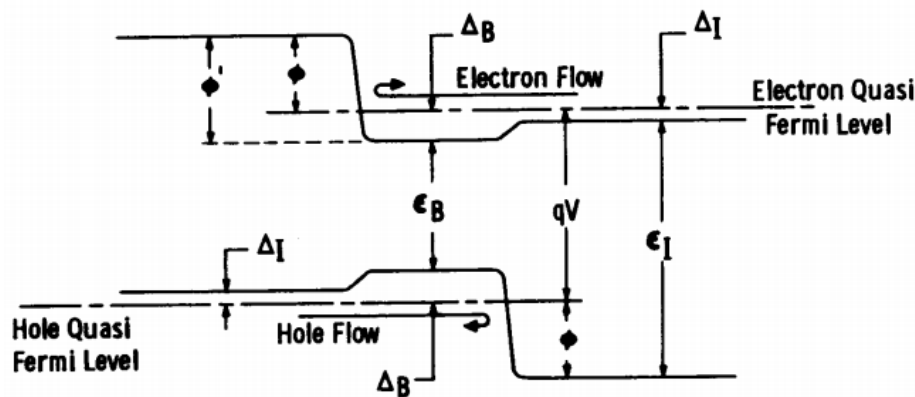 Δ_B
Δ_I
ϕ'
ϕ
Electron Flow
Electron Quasi
Fermi Level
ϵ_B
qV
ϵ_I
Δ_I
Hole Quasi
Fermi Level
Hole Flow
ϕ
Δ_B